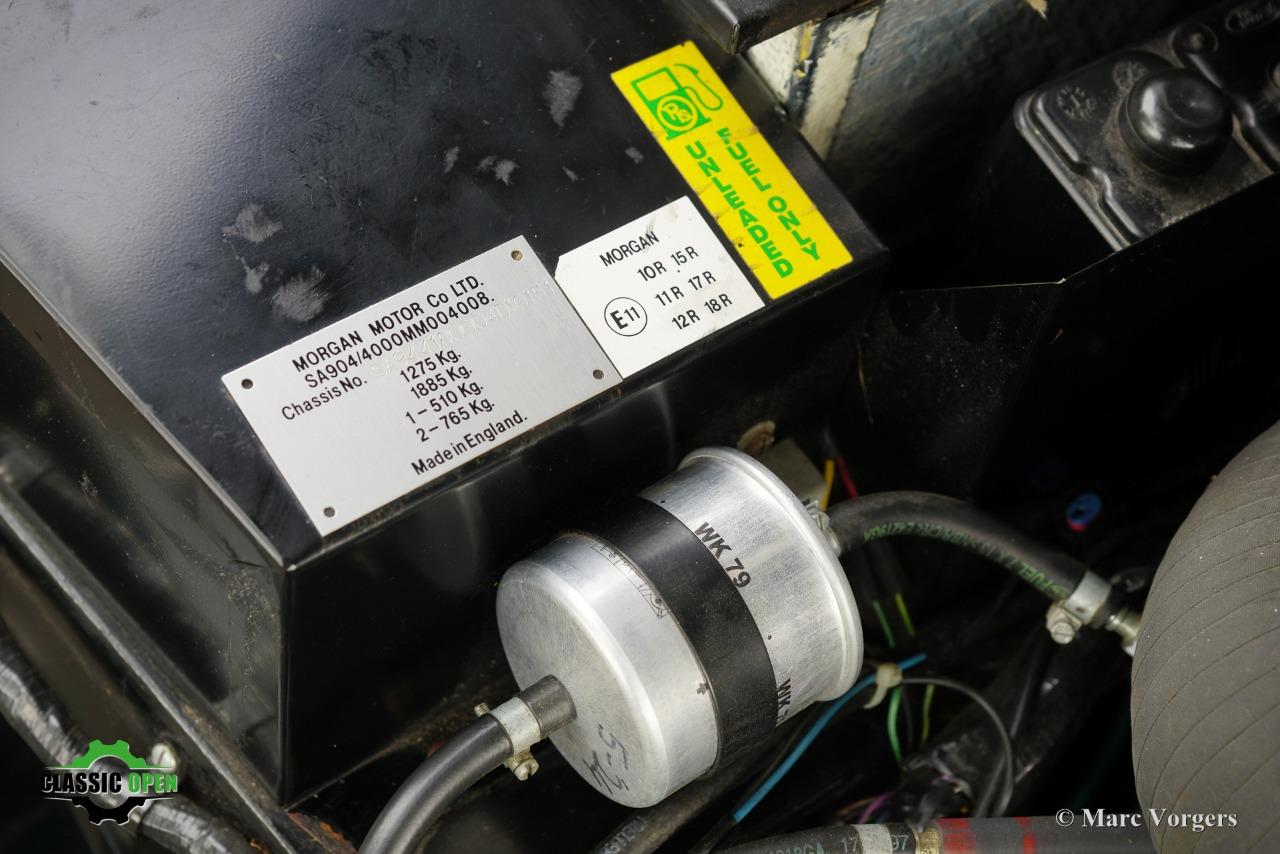 MORGAN MOTOR Co LTD.
SA904/4000MM004008.
Chassis No.
1275 Kg.
1885 Kg.
1 – 510 Kg.
2 – 765 Kg.
Made in England.
MORGAN
10R 15R
E11
11R 17R
12R 18R
UNLEADED
FUEL ONLY
WK 79
CLASSIC OPEN
© Marc Vorgers